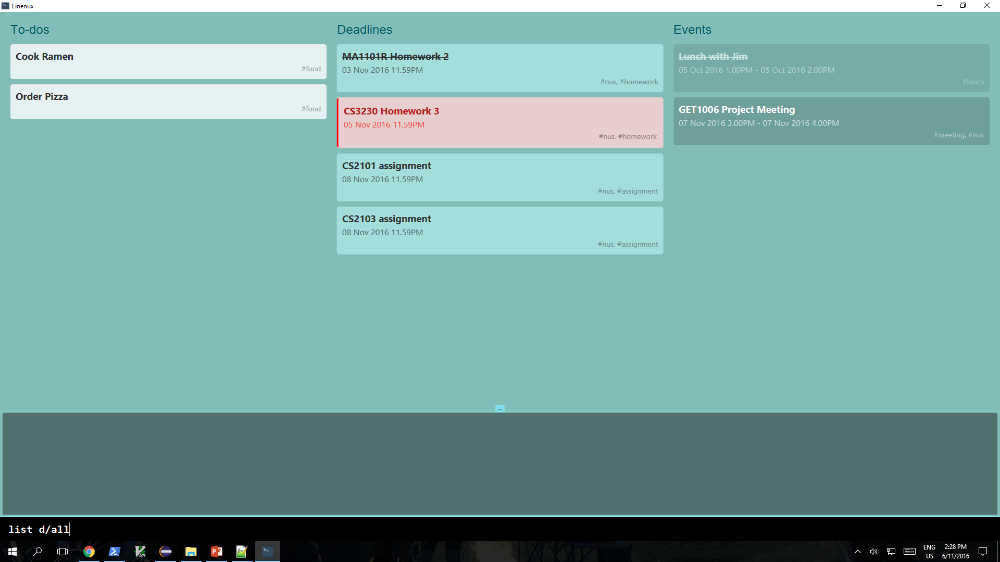 Linenux
To-dos
Cook Ramen
#food
Order Pizza
#food
Deadlines
MA1101R Homework 2
03 Nov 2016 11.59PM
#nus, #homework
CS3230 Homework 3
05 Nov 2016 11.59PM
#nus, #homework
CS2101 assignment
08 Nov 2016 11.59PM
#nus, #assignment
CS2103 assignment
08 Nov 2016 11.59PM
#nus, #assignment
Events
Lunch with Jim
05 Oct 2016 1.00PM - 05 Oct 2016 2.00PM
#lunch
GET1006 Project Meeting
07 Nov 2016 3.00PM - 07 Nov 2016 4.00PM
#meeting, #nus
...
list d/all
ENG
US
2:28 PM
6/11/2016